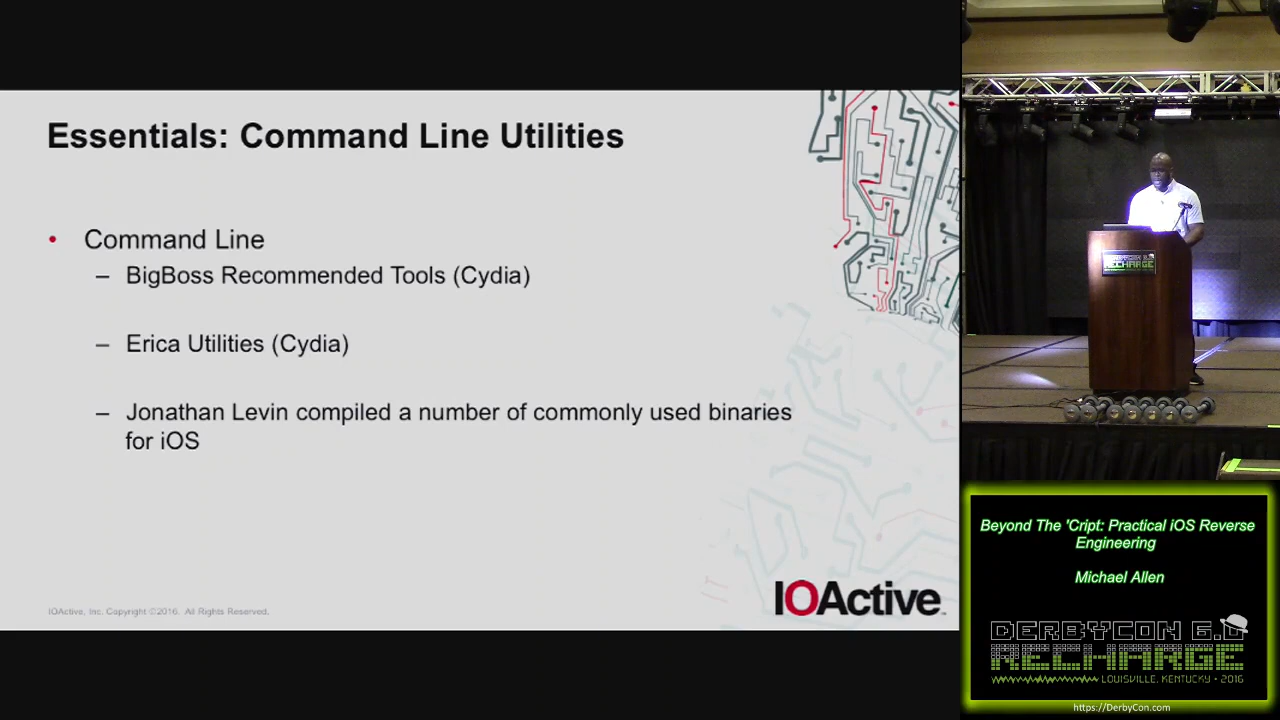 Essentials: Command Line Utilities
• Command Line
– BigBoss Recommended Tools (Cydia)
– Erica Utilities (Cydia)
– Jonathan Levin compiled a number of commonly used binaries
for iOS
IOActive, Inc. Copyright ©2016. All Rights Reserved.
IOActive™
RECHARGE
Beyond The 'Cript: Practical iOS Reverse
Engineering
Michael Allen
DERBYCON 6.0
RECHARGE
LOUISVILLE, KENTUCKY • 2016
https://DerbyCon.com